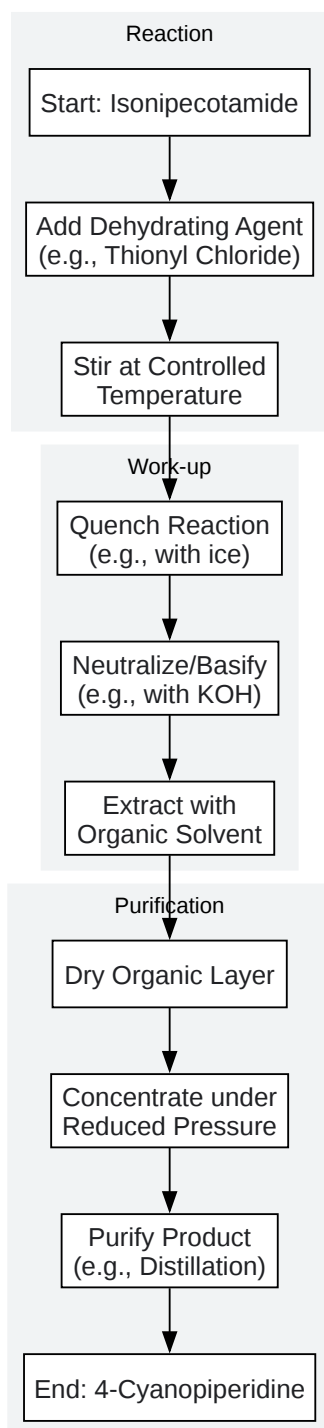 Reaction
Start: Isonipecotamide
Add Dehydrating Agent
(e.g., Thionyl Chloride)
Stir at Controlled
Temperature
Work-up
Quench Reaction
(e.g., with ice)
Neutralize/Basify
(e.g., with KOH)
Extract with
Organic Solvent
Purification
Dry Organic Layer
Concentrate under
Reduced Pressure
Purify Product
(e.g., Distillation)
End: 4-Cyanopiperidine